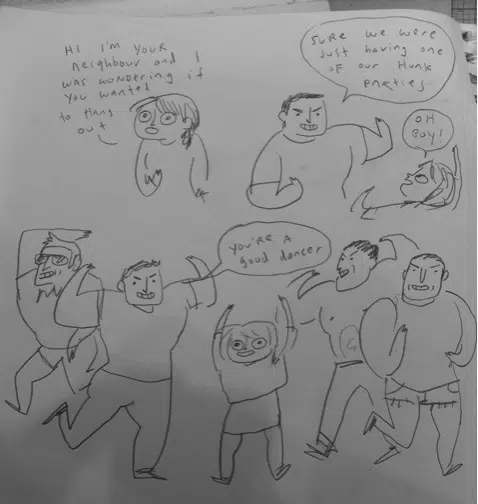 Hi I'm your
neighbour and I
was wondering if
you wanted
to Hang
out
Sure we were
Just having one
of our Hunk
parties
OH
BOY!
You're A
good dancer